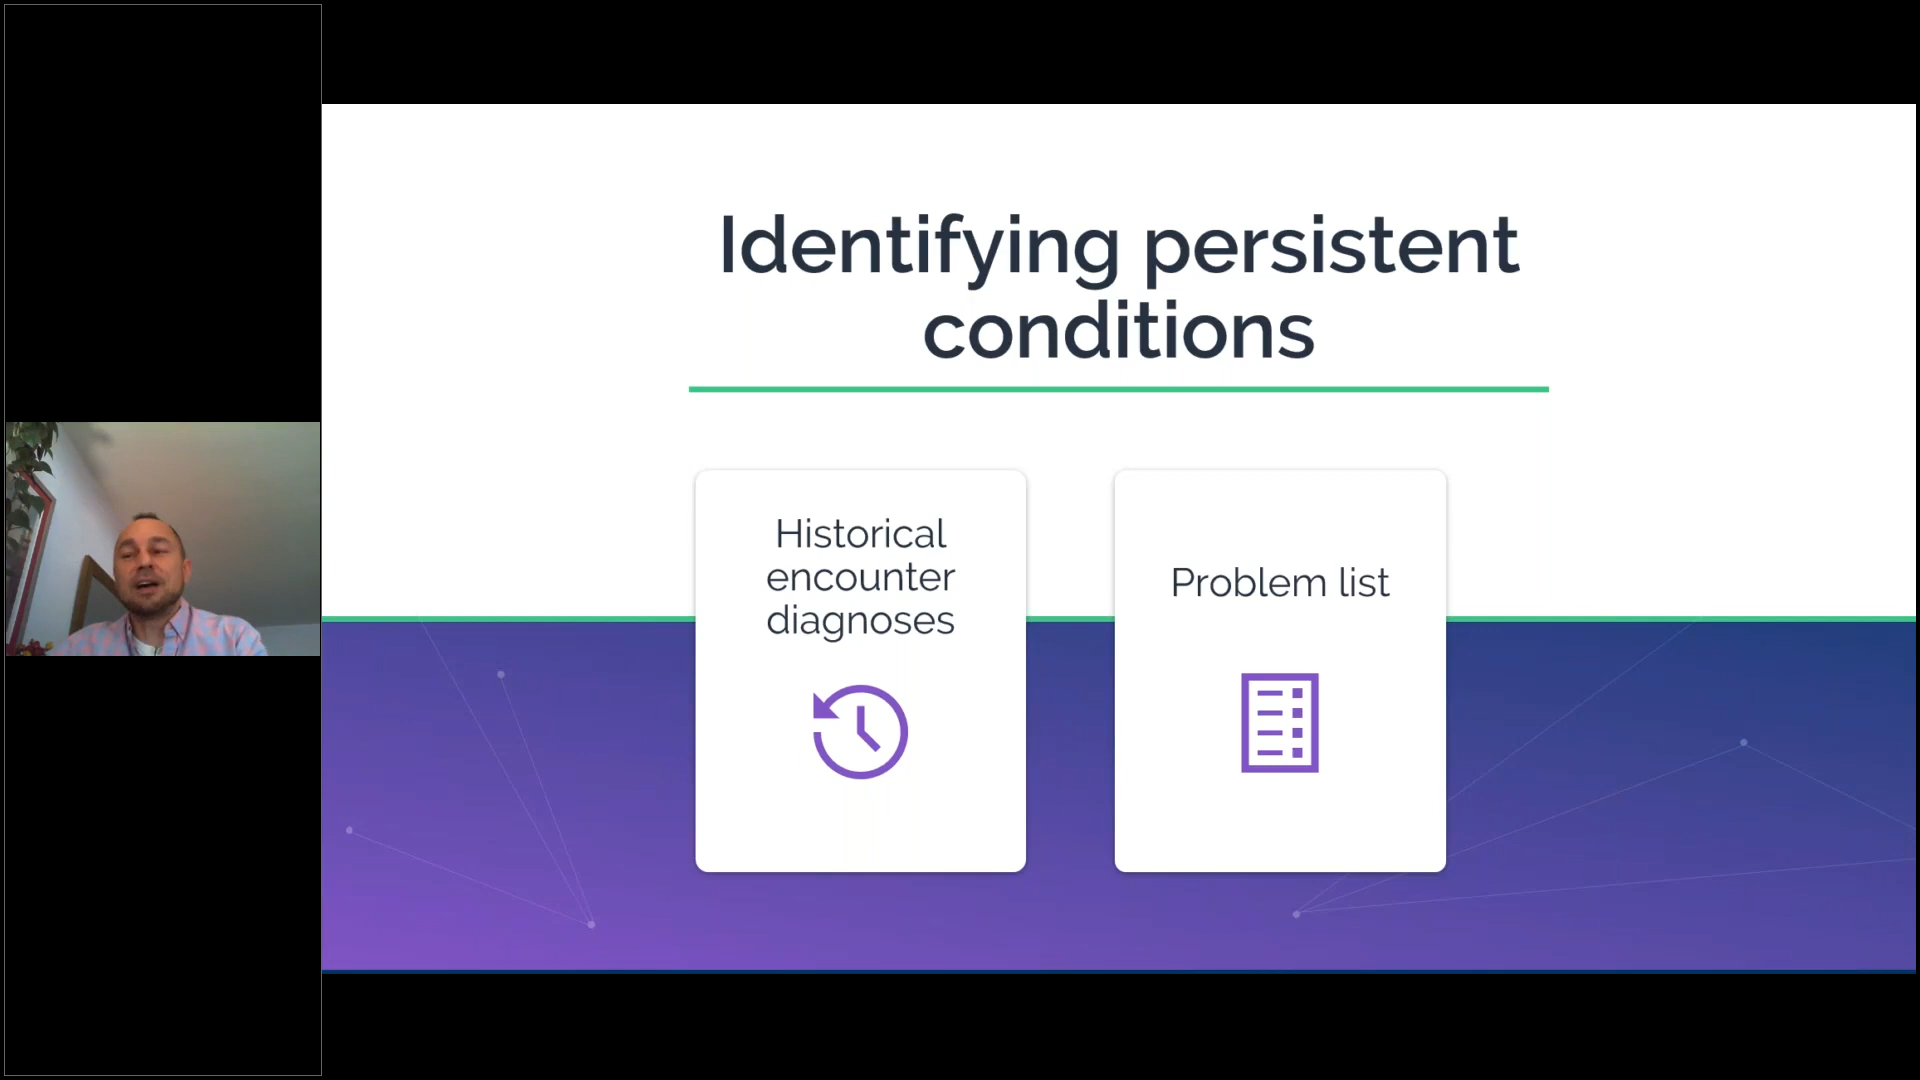 Identifying persistent
conditions
Historical
encounter
diagnoses
Problem list